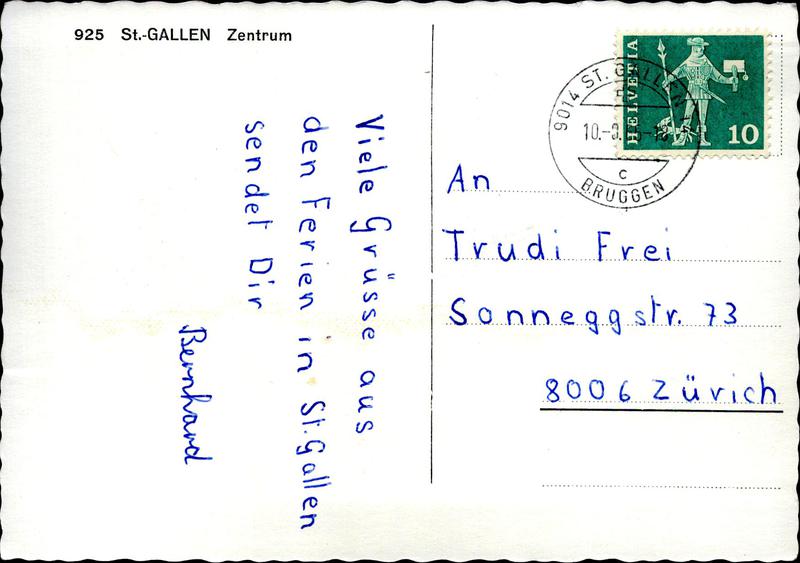 925 St.-GALLEN Zentrum
Viele Grüsse aus
den Ferien in St. Gallen
sendet Dir
Bernhard
HELVETIA
10
9014 ST. GALLEN
C
BRUGGEN
An
Trudi Frei
Sonneggstr. 73
8006 Zürich